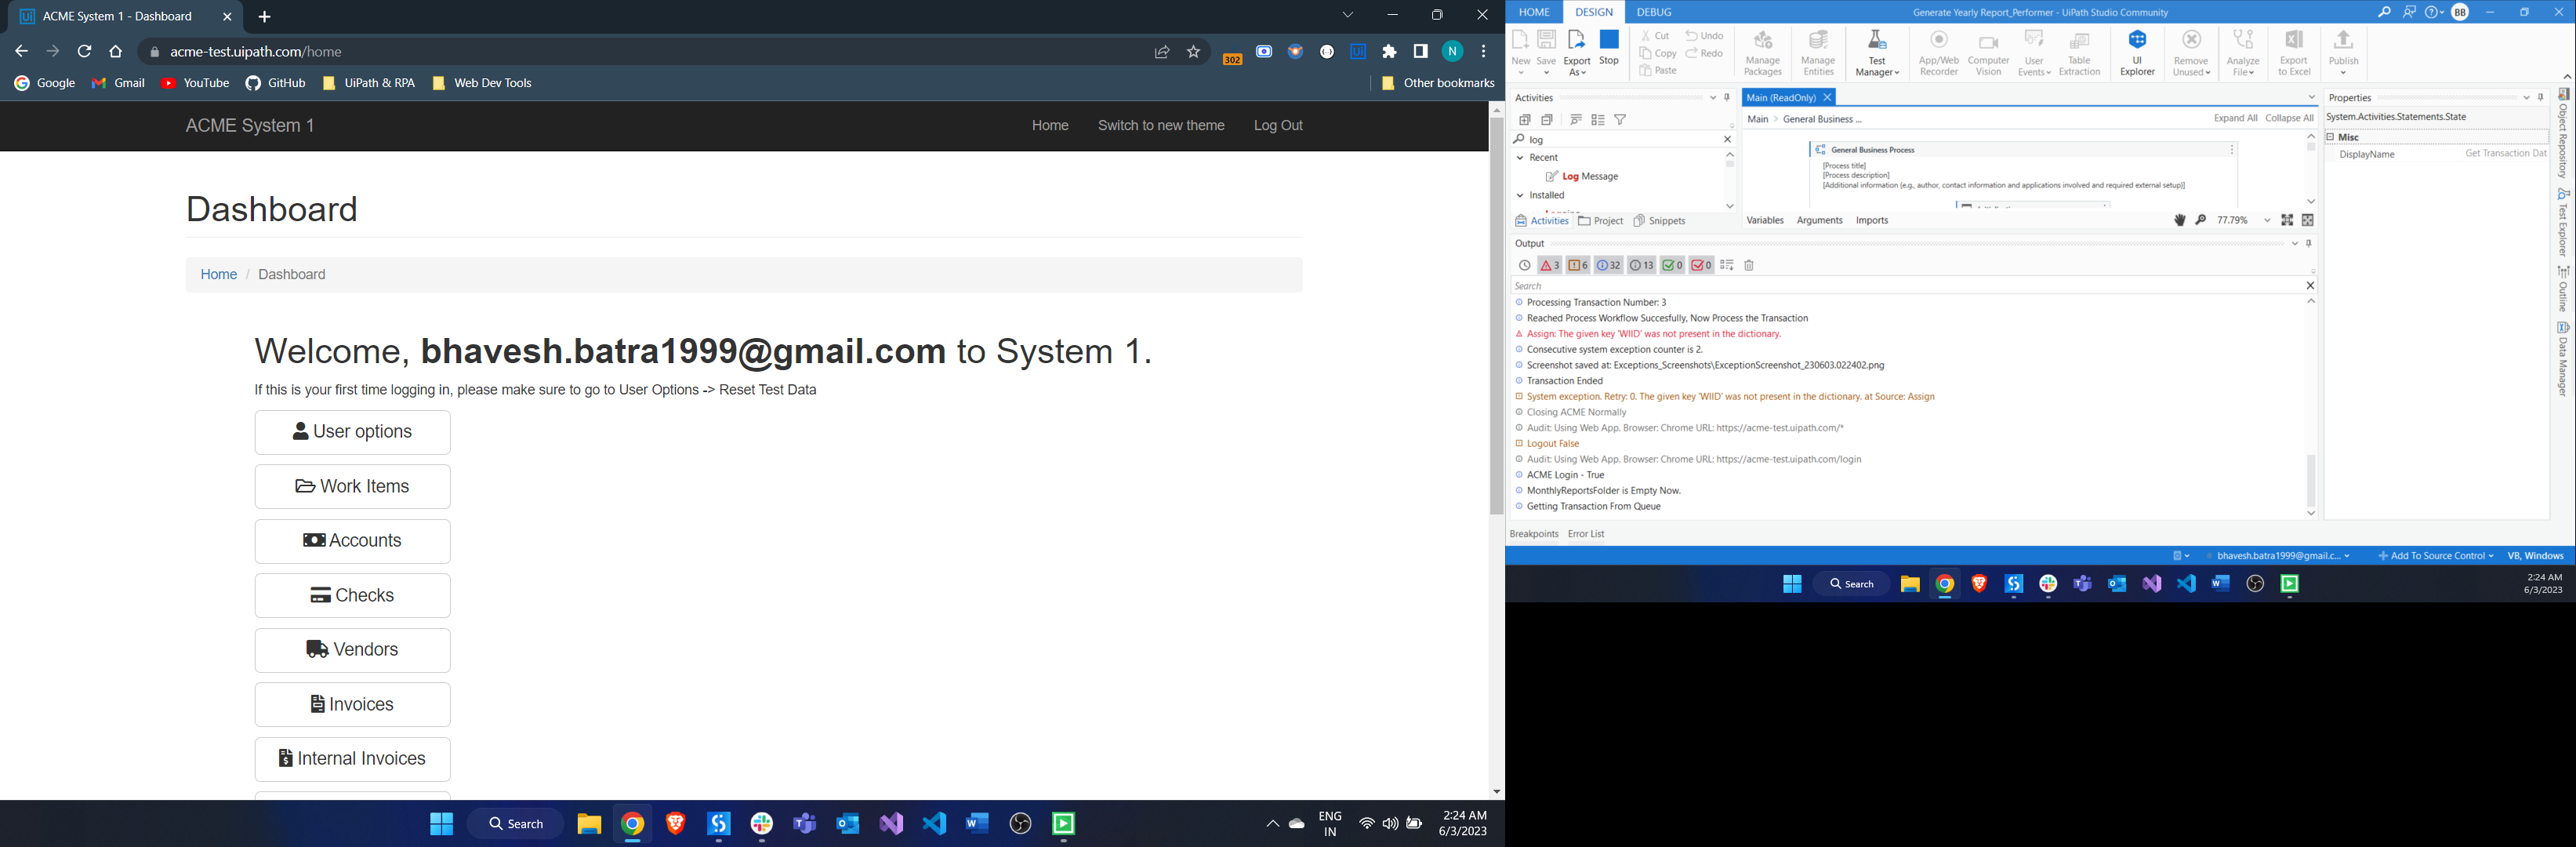 ACME System 1 - Dashboard
acme-test.uipath.com/home
302
N
Google
Gmail
YouTube
GitHub
UiPath & RPA
Web Dev Tools
Other bookmarks
ACME System 1
Home
Switch to new theme
Log Out
Dashboard
Home / Dashboard
Welcome, bhavesh.batra1999@gmail.com to System 1.
If this is your first time logging in, please make sure to go to User Options -> Reset Test Data
User options
Work Items
Accounts
Checks
Vendors
Invoices
Internal Invoices
Search
ENG
IN
2:24 AM
6/3/2023
HOME
DESIGN
DEBUG
Generate Yearly Report_Performer - UiPath Studio Community
BB
New
Save
Export As
Stop
Cut
Copy
Paste
Undo
Redo
Manage Packages
Manage Entities
Test Manager
App/Web Recorder
Computer Vision
User Events
Table Extraction
UI Explorer
Remove Unused
Analyze File
Export to Excel
Publish
Activities
log
Recent
Log Message
Installed
Activities
Project
Snippets
Main (ReadOnly)
Main > General Business ...
Expand All
Collapse All
General Business Process
[Process title]
[Process description]
[Additional information (e.g., author, contact information and applications involved and required external setup)]
Variables
Arguments
Imports
77.79%
Properties
System.Activities.Statements.State
Misc
DisplayName
Get Transaction Dat
Object Repository
Test Explorer
Outline
Data Manager
Output
3
6
32
13
0
0
Search
Processing Transaction Number: 3
Reached Process Workflow Succesfully, Now Process the Transaction
Assign: The given key 'WIID' was not present in the dictionary.
Consecutive system exception counter is 2.
Screenshot saved at: Exceptions_Screenshots\ExceptionScreenshot_230603.022402.png
Transaction Ended
System exception. Retry: 0. The given key 'WIID' was not present in the dictionary. at Source: Assign
Closing ACME Normally
Audit: Using Web App. Browser: Chrome URL: https://acme-test.uipath.com/*
Logout False
Audit: Using Web App. Browser: Chrome URL: https://acme-test.uipath.com/login
ACME Login - True
MonthlyReportsFolder is Empty Now.
Getting Transaction From Queue
Breakpoints
Error List
bhavesh.batra1999@gmail.c...
Add To Source Control
VB, Windows
Search
2:24 AM
6/3/2023